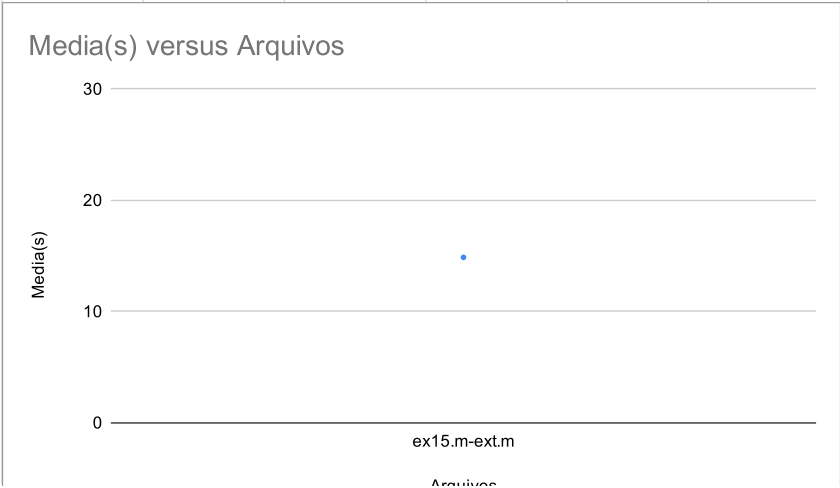 Media(s) versus Arquivos
30
20
Media(s)
10
0
ex15.m-ext.m
Arquivos